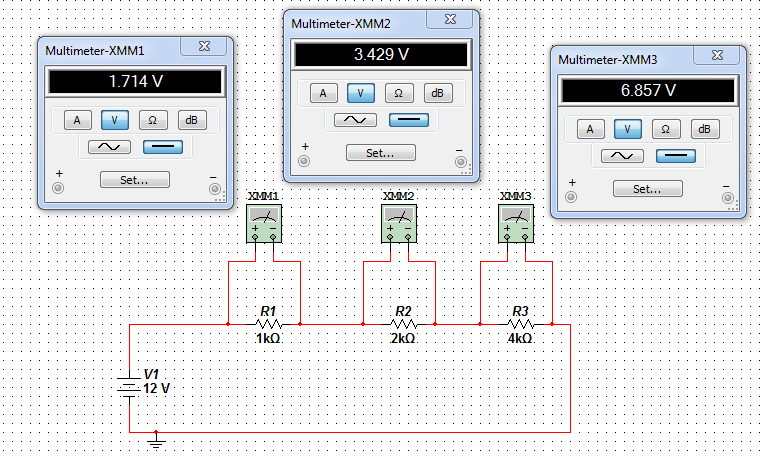 Multimeter-XMM1
1.714 V
A V Ω dB
Set...
+ −
Multimeter-XMM2
3.429 V
A V Ω dB
Set...
+ −
Multimeter-XMM3
6.857 V
A V Ω dB
Set...
+ −
XMM1 XMM2 XMM3
+ − + − + −
R1 R2 R3
1kΩ 2kΩ 4kΩ
V1
12 V